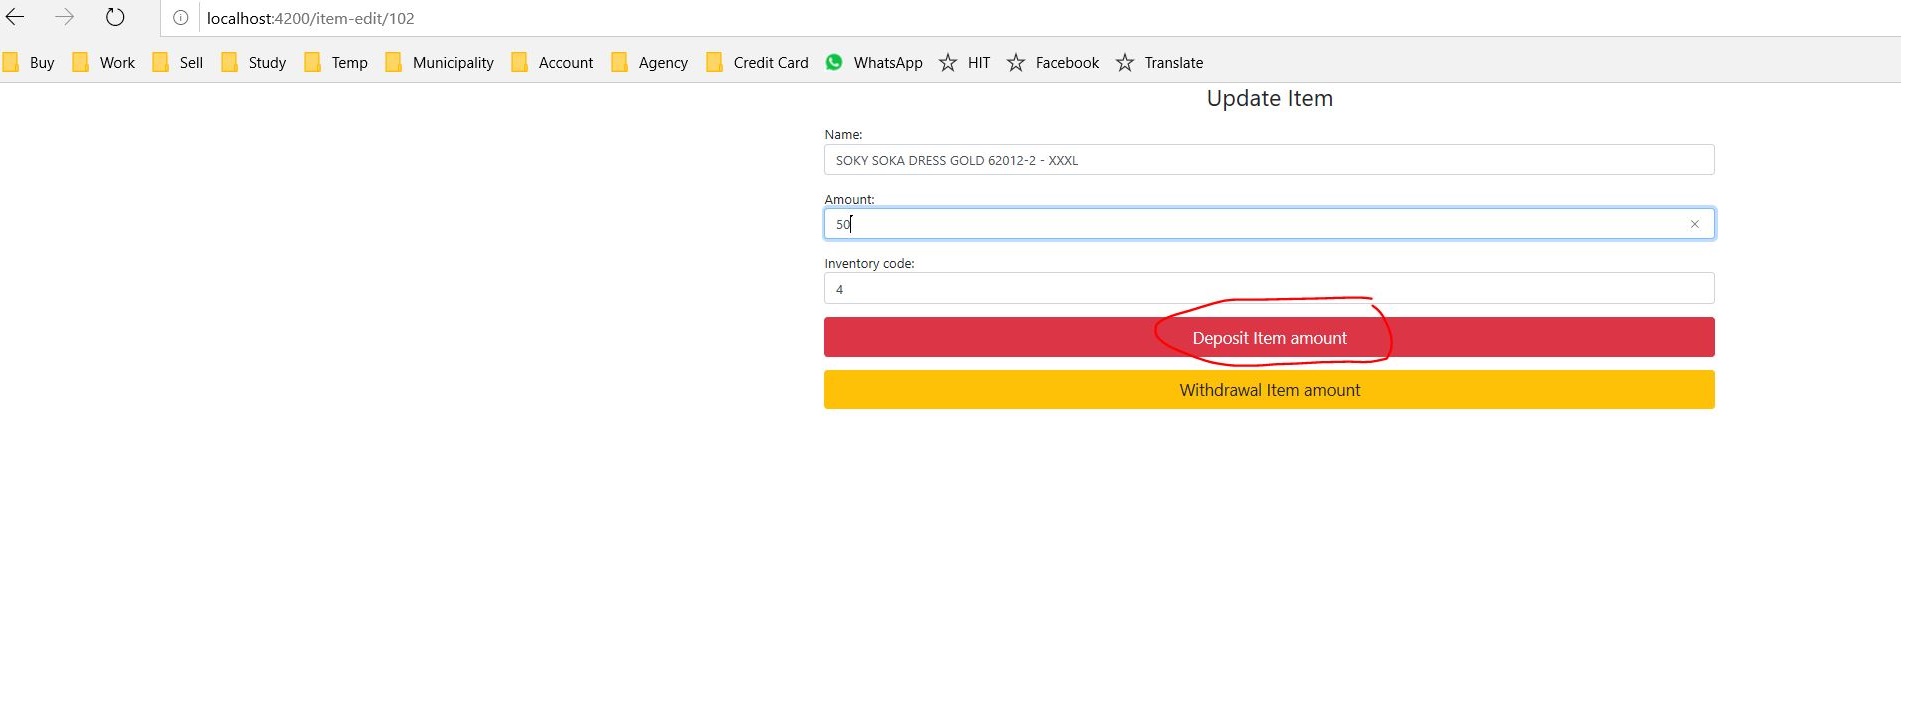 localhost:4200/item-edit/102
Buy Work Sell Study Temp Municipality Account Agency Credit Card WhatsApp HIT Facebook Translate
Update Item
Name:
SOKY SOKA DRESS GOLD 62012-2 - XXXL
Amount:
50
Inventory code:
4
Deposit Item amount
Withdrawal Item amount